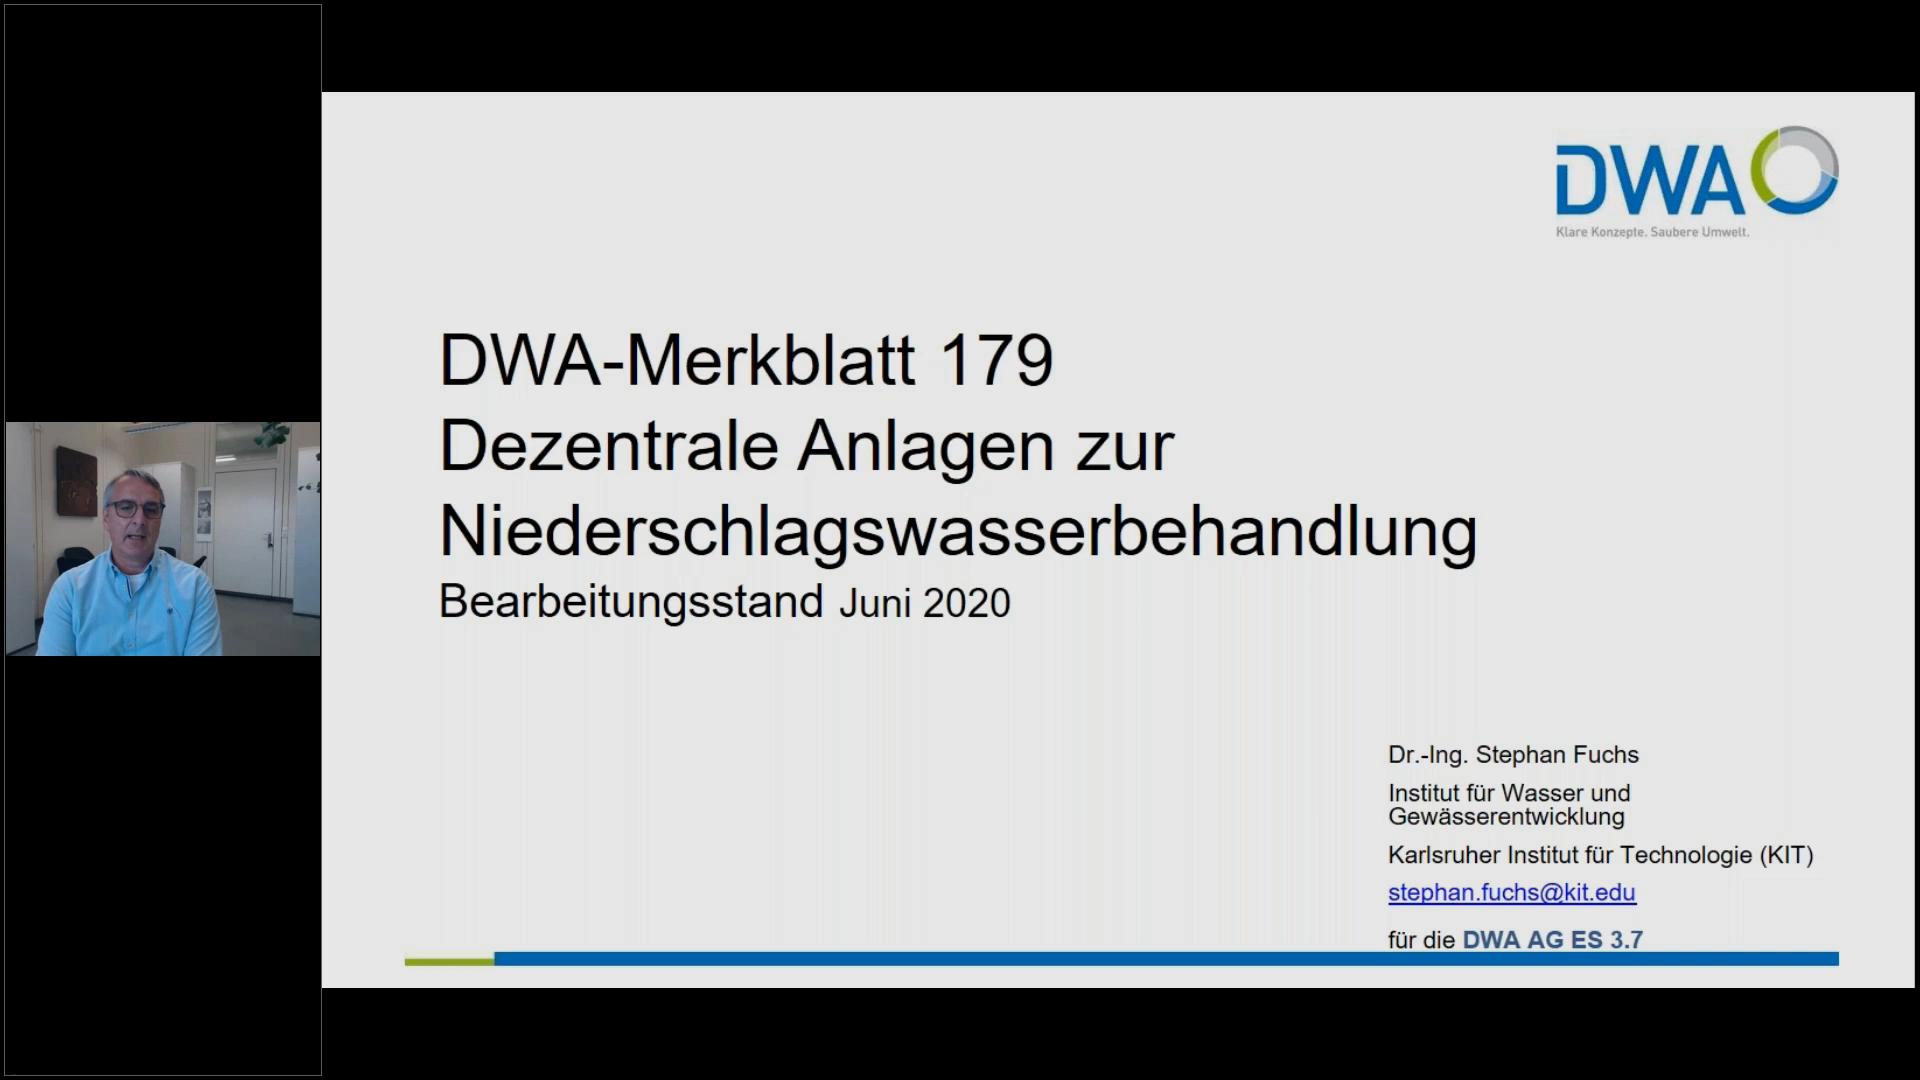 DWA
Klare Konzepte. Saubere Umwelt.
DWA-Merkblatt 179
Dezentrale Anlagen zur
Niederschlagswasserbehandlung
Bearbeitungsstand Juni 2020
Dr.-Ing. Stephan Fuchs
Institut für Wasser und
Gewässerentwicklung
Karlsruher Institut für Technologie (KIT)
stephan.fuchs@kit.edu
für die DWA AG ES 3.7